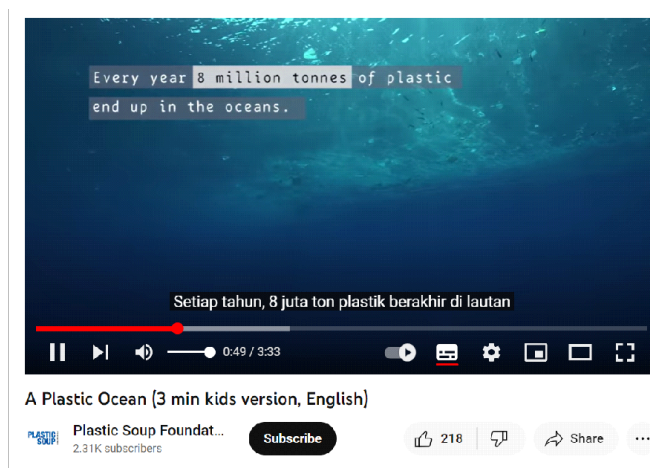 Every year 8 million tonnes of plastic
end up in the oceans.
Setiap tahun, 8 juta ton plastik berakhir di lautan
0:49 / 3:33
A Plastic Ocean (3 min kids version, English)
PLASTIC SOUP
Plastic Soup Foundat...
2.31K subscribers
Subscribe
218
Share
...